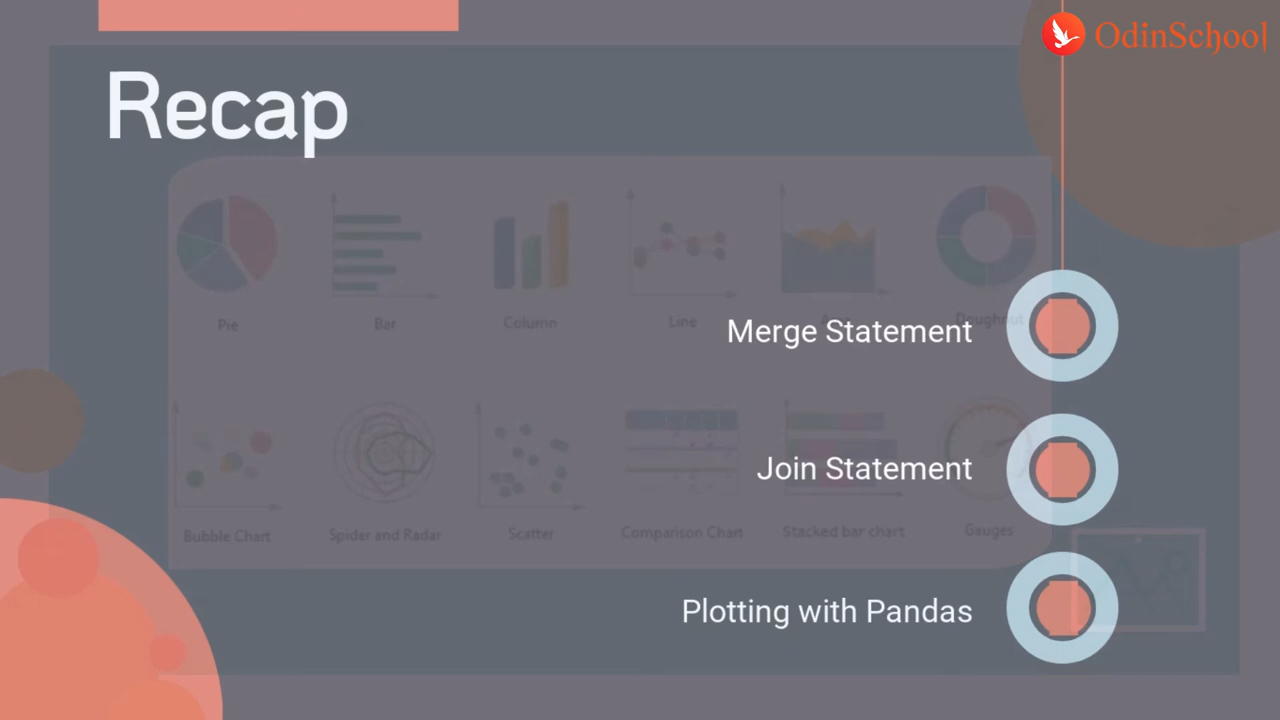 OdinSchool
Recap
Pie
Bar
Column
Line
Doughnut
Merge Statement
Join Statement
Bubble Chart
Spider and Radar
Scatter
Comparison Chart
Stacked bar chart
Gauges
Plotting with Pandas